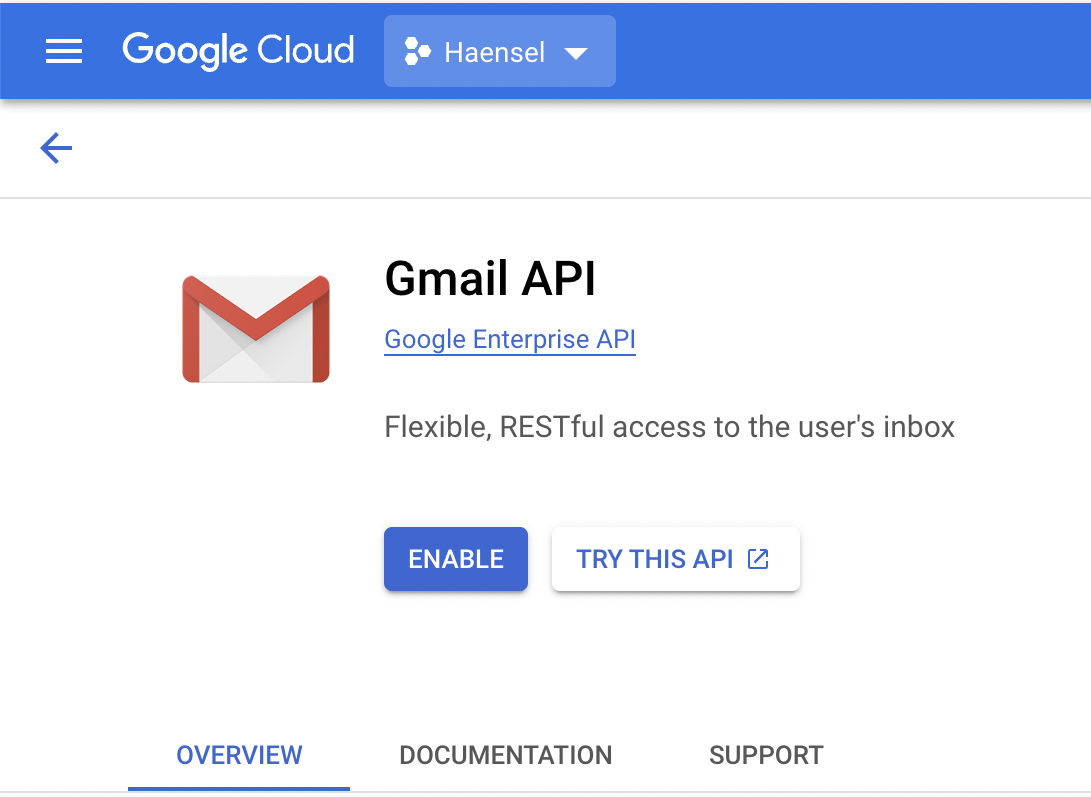 Google Cloud Haensel
Gmail API
Google Enterprise API
Flexible, RESTful access to the user's inbox
ENABLE TRY THIS API
OVERVIEW DOCUMENTATION SUPPORT